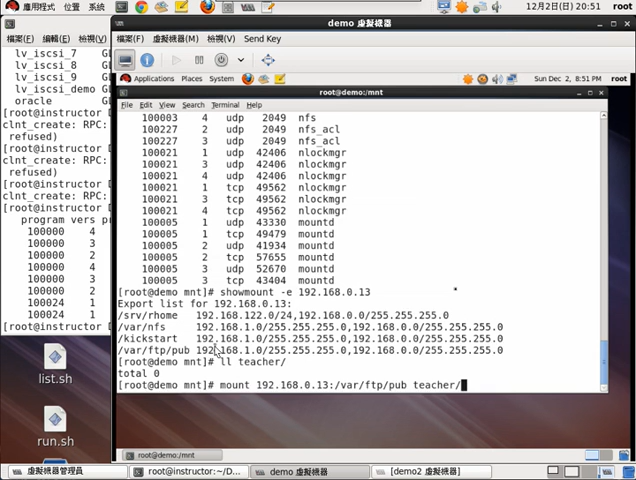 應用程式 位置 系統
12月2日(日) 20:51 root
檔案(F) 編輯(E) 檢視(V)
lv_iscsi_7 G
lv_iscsi_8 G
lv_iscsi_9 G
lv_iscsi_demo G
oracle G
[root@instructor D
clnt_create: RPC:
refused)
[root@instructor D
clnt_create: RPC:
refused)
[root@instructor D
clnt_create: RPC:
refused)
[root@instructor D
program vers p
100000 4
100000 3
100000 2
100000 4
100000 3
100000 2
100024 1
100024 1
[root@instructor D
list.sh
run.sh
demo 虛擬機器
檔案(F) 虛擬機器(M) 檢視(V) Send Key
Applications Places System
Sun Dec 2, 8:51 PM root
root@demo:/mnt
File Edit View Search Terminal Help
100003 4 udp 2049 nfs
100227 2 udp 2049 nfs_acl
100227 3 udp 2049 nfs_acl
100021 1 udp 42406 nlockmgr
100021 3 udp 42406 nlockmgr
100021 4 udp 42406 nlockmgr
100021 1 tcp 49562 nlockmgr
100021 3 tcp 49562 nlockmgr
100021 4 tcp 49562 nlockmgr
100005 1 udp 43330 mountd
100005 1 tcp 49479 mountd
100005 2 udp 41934 mountd
100005 2 tcp 57655 mountd
100005 3 udp 52670 mountd
100005 3 tcp 43404 mountd
[root@demo mnt]# showmount -e 192.168.0.13
Export list for 192.168.0.13:
/srv/rhome 192.168.122.0/24,192.168.0.0/255.255.255.0
/var/nfs 192.168.1.0/255.255.255.0,192.168.0.0/255.255.255.0
/kickstart 192.168.1.0/255.255.255.0,192.168.0.0/255.255.255.0
/var/ftp/pub 192.168.1.0/255.255.255.0,192.168.0.0/255.255.255.0
[root@demo mnt]# ll teacher/
total 0
[root@demo mnt]# mount 192.168.0.13:/var/ftp/pub teacher/
root@demo:/mnt
虛擬機器管理員
root@instructor:~/D...
demo 虛擬機器
[demo2 虛擬機器]